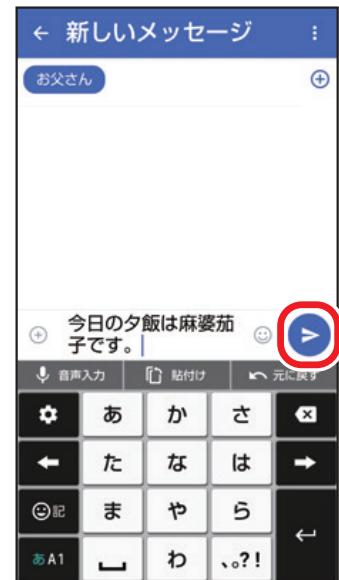 新しいメッセージ
お父さん
今日の夕飯は麻婆茄
子です。
音声入力 貼付け 元に戻す
あ か さ
た な は
記 ま や ら
あA1 わ 、。?!